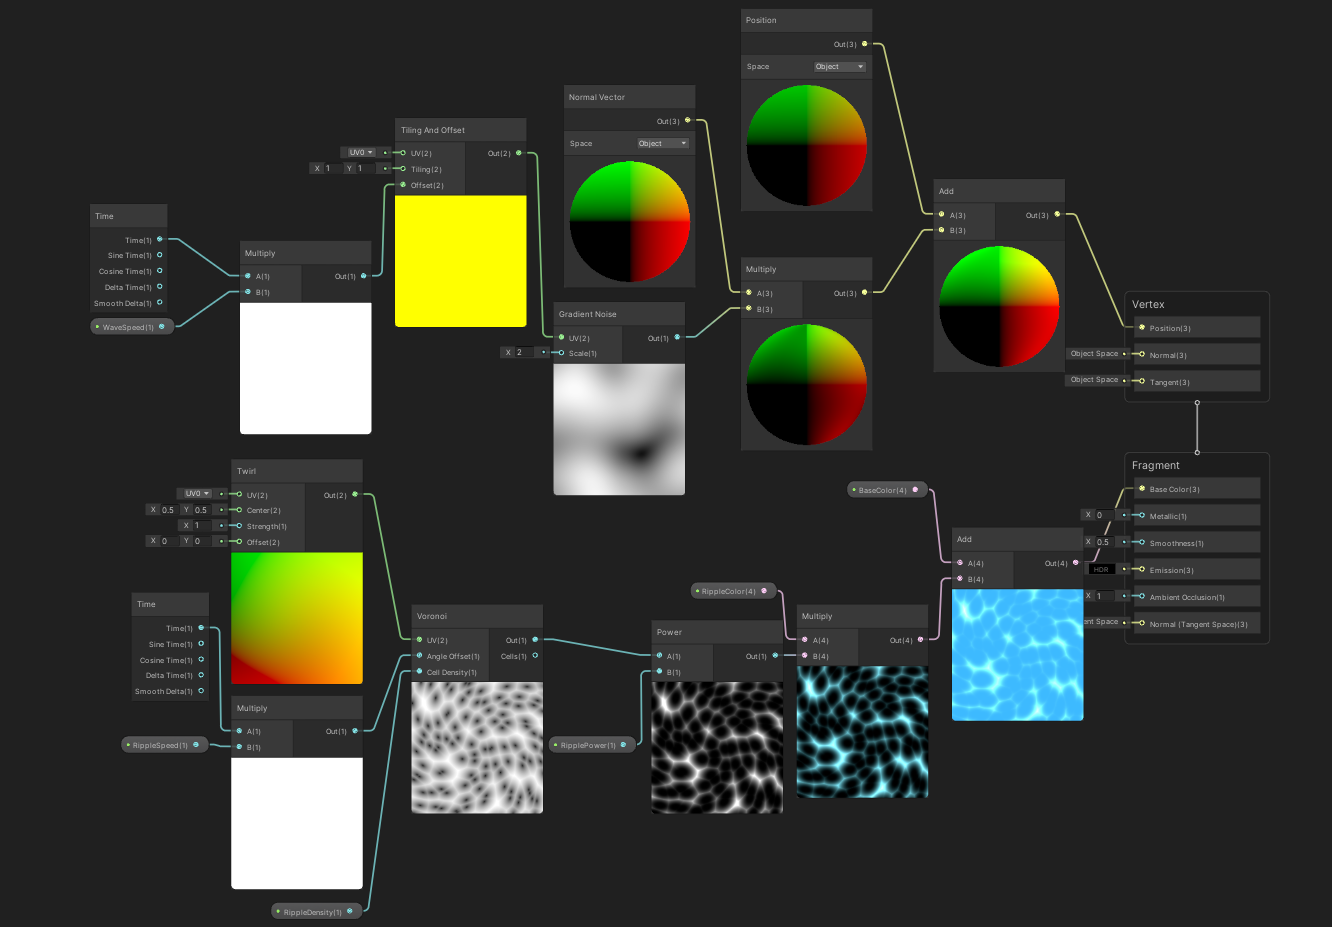 Position
Out(3)
Space
Object
Normal Vector
Out(3)
Space
Object
Tiling And Offset
UV0
UV(2)
Out(2)
X 1 Y 1
Tiling(2)
Offset(2)
Time
Time(1)
Sine Time(1)
Cosine Time(1)
Delta Time(1)
Smooth Delta(1)
WaveSpeed(1)
Multiply
A(1)
Out(1)
B(1)
Gradient Noise
UV(2)
Out(1)
X 2
Scale(1)
Multiply
A(3)
Out(3)
B(3)
Add
A(3)
Out(3)
B(3)
Vertex
Position(3)
Object Space
Normal(3)
Object Space
Tangent(3)
Twirl
UV0
UV(2)
Out(2)
X 0.5 Y 0.5
Center(2)
X 1
Strength(1)
X 0 Y 0
Offset(2)
Time
Time(1)
Sine Time(1)
Cosine Time(1)
Delta Time(1)
Smooth Delta(1)
RippleSpeed(1)
Multiply
A(1)
Out(1)
B(1)
RippleDensity(1)
Voronoi
UV(2)
Out(1)
Angle Offset(1)
Cells(1)
Cell Density(1)
RipplePower(1)
Power
A(1)
Out(1)
B(1)
RippleColor(4)
Multiply
A(4)
Out(4)
B(4)
BaseColor(4)
Add
A(4)
Out(4)
B(4)
Fragment
Base Color(3)
X 0
Metallic(1)
X 0.5
Smoothness(1)
HDR
Emission(3)
X 1
Ambient Occlusion(1)
ent Space
Normal (Tangent Space)(3)